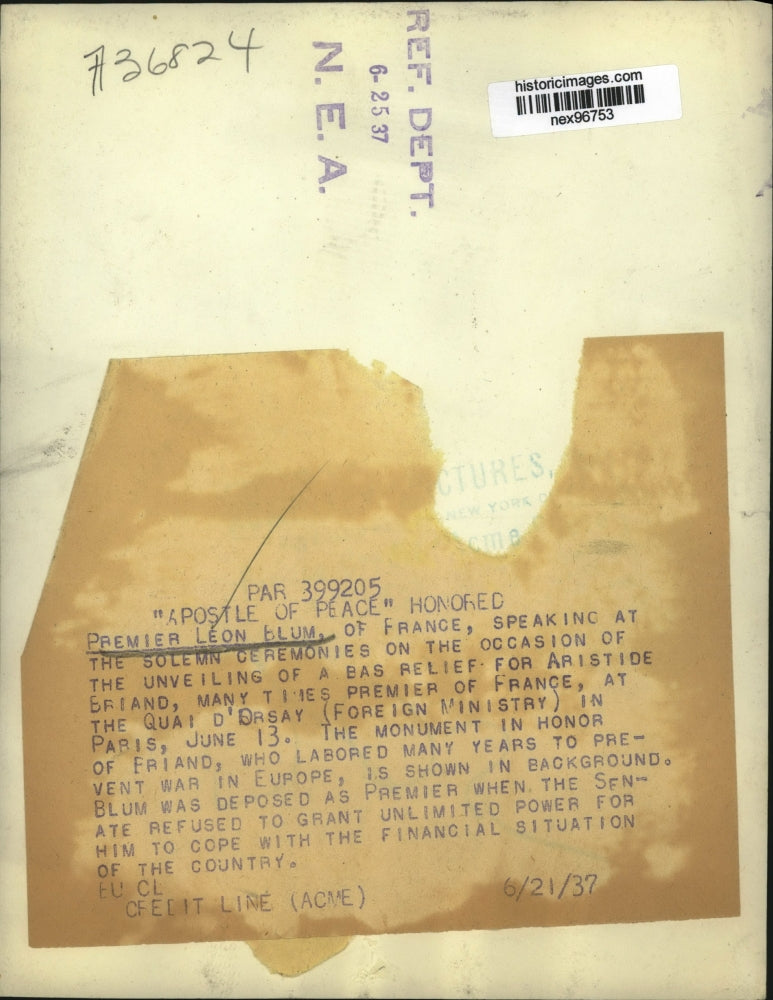 #36824
REF. DEPT.
6-25 37
N.E.A.
historicimages.com
nex96753
CTURES,
NEW YORK
PAR 399205
"APOSTLE OF PEACE" HONORED
PREMIER LEON BLUM, OF FRANCE, SPEAKING AT
THE SOLEMN CEREMONIES ON THE OCCASION OF
THE UNVEILING OF A BAS RELIEF FOR ARISTIDE
BRIAND, MANY TIMES PREMIER OF FRANCE, AT
THE QUAI D'ORSAY (FOREIGN MINISTRY) IN
PARIS, JUNE 13. THE MONUMENT IN HONOR
OF BRIAND, WHO LABORED MANY YEARS TO PRE-
VENT WAR IN EUROPE, IS SHOWN IN BACKGROUND.
BLUM WAS DEPOSED AS PREMIER WHEN THE SEN-
ATE REFUSED TO GRANT UNLIMITED POWER FOR
HIM TO COPE WITH THE FINANCIAL SITUATION
OF THE COUNTRY.
EU CL
CREDIT LINE (ACME) 6/21/37